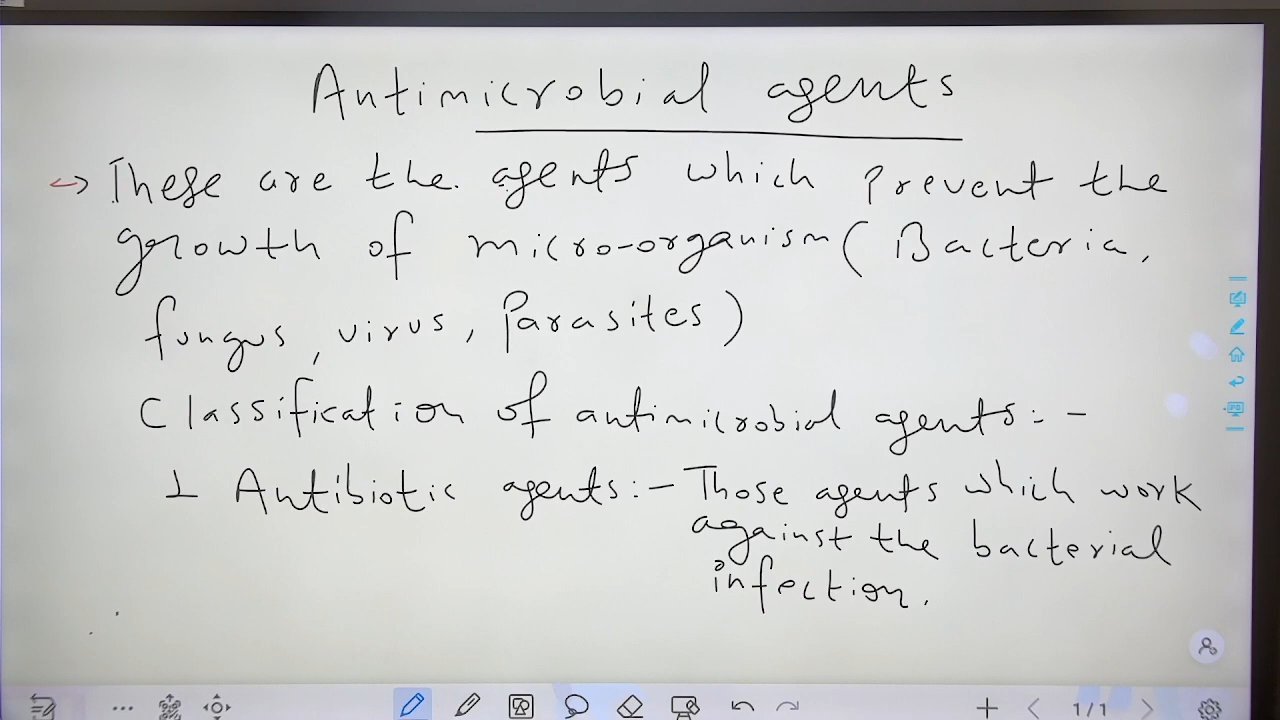 Antimicrobial agents
These are the agents which prevent the
growth of micro-organism (Bacteria,
fungus, virus, Parasites)
Classification of antimicrobial agents:-
1 Antibiotic agents:- Those agents which work
against the bacterial
infection.
1/1